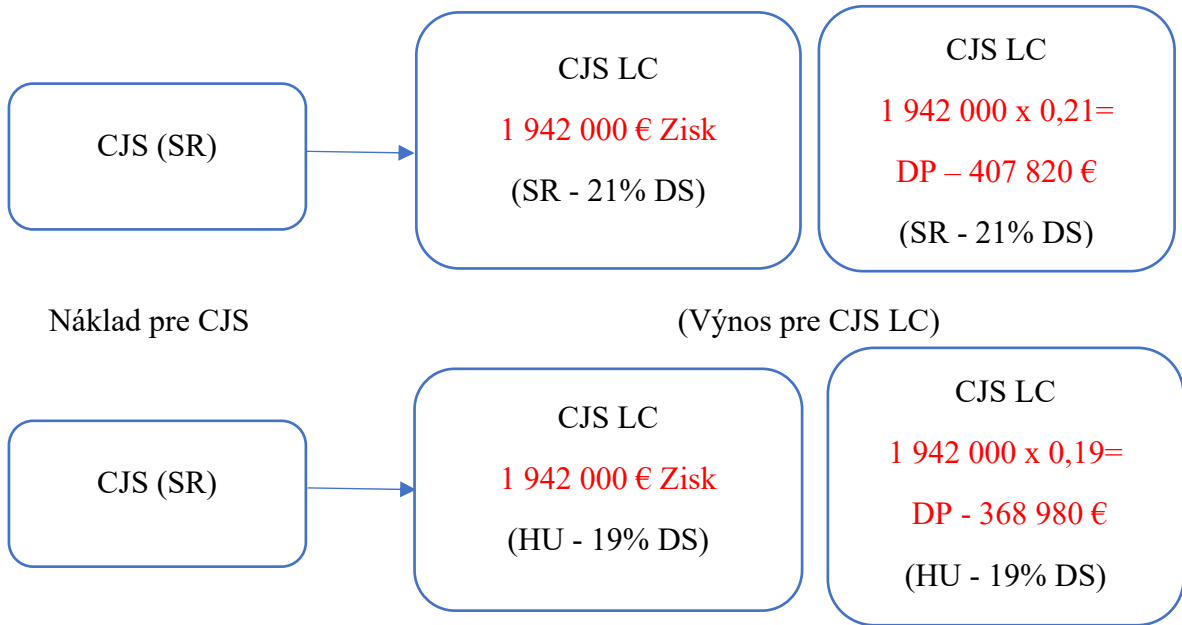 CJS (SR)
CJS LC
1 942 000 € Zisk
(SR - 21% DS)
CJS LC
1 942 000 x 0,21=
DP – 407 820 €
(SR - 21% DS)
Náklad pre CJS
(Výnos pre CJS LC)
CJS (SR)
CJS LC
1 942 000 € Zisk
(HU - 19% DS)
CJS LC
1 942 000 x 0,19=
DP - 368 980 €
(HU - 19% DS)